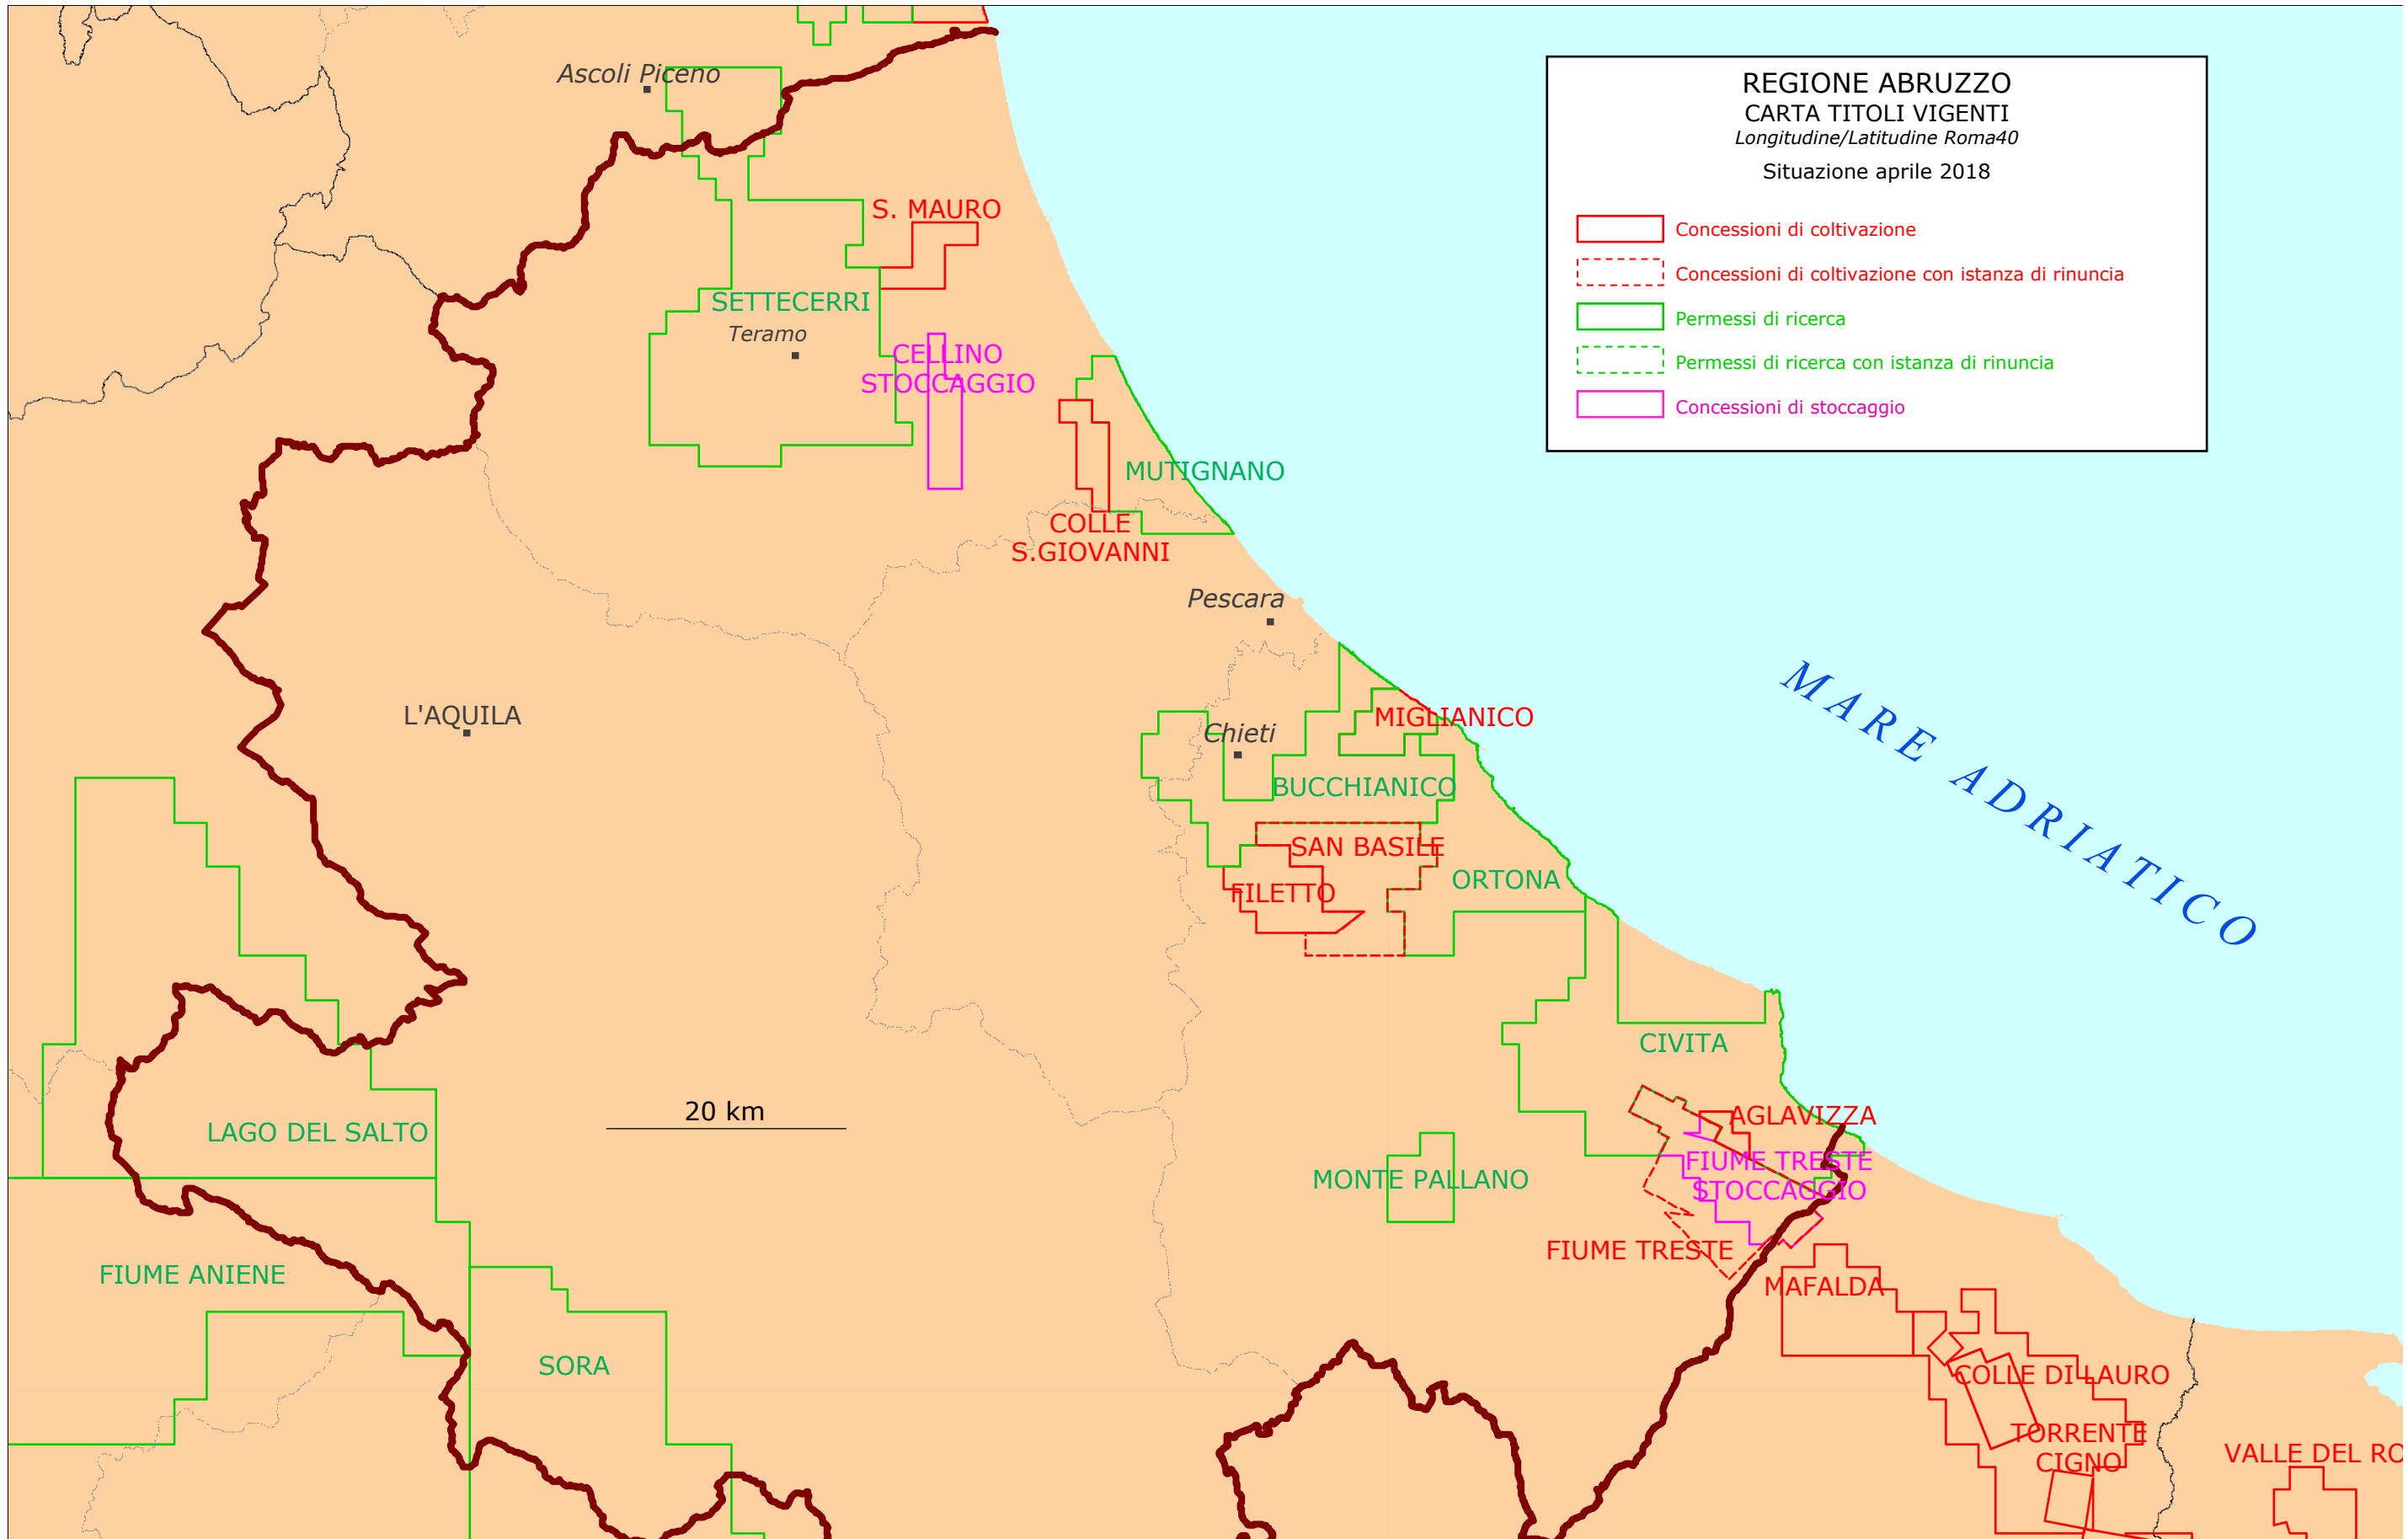 Ascoli Piceno
REGIONE ABRUZZO
CARTA TITOLI VIGENTI
Longitudine/Latitudine Roma40
Situazione aprile 2018
Concessioni di coltivazione
Concessioni di coltivazione con istanza di rinuncia
Permessi di ricerca
Permessi di ricerca con istanza di rinuncia
Concessioni di stoccaggio
S. MAURO
SETTECERRI
Teramo
CELLINO
STOCCAGGIO
MUTIGNANO
COLLE
S.GIOVANNI
Pescara
MARE ADRIATICO
L'AQUILA
MIGLIANICO
Chieti
BUCCHIANICO
SAN BASILE
ORTONA
FILETTO
CIVITA
20 km
AGLAVIZZA
LAGO DEL SALTO
FIUME TRESTE
STOCCAGGIO
MONTE PALLANO
FIUME TRESTE
FIUME ANIENE
MAFALDA
SORA
COLLE DI LAURO
TORRENTE
CIGNO
VALLE DEL RO